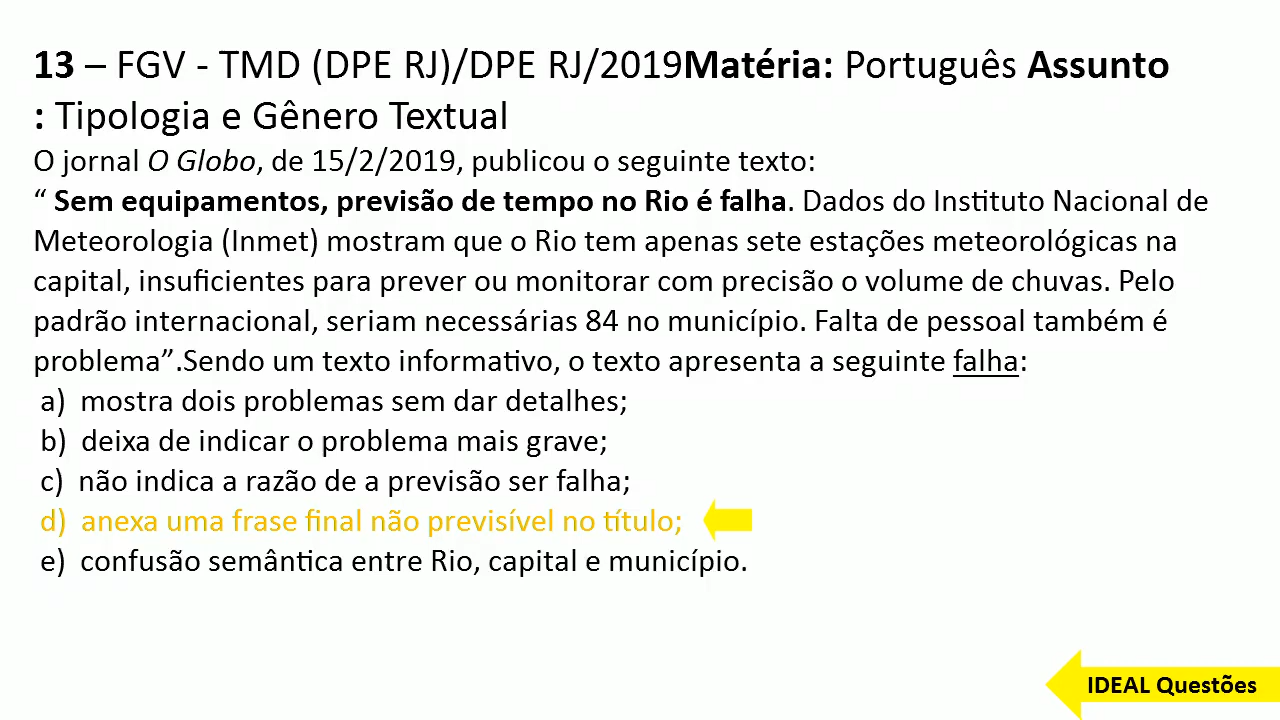 13 – FGV - TMD (DPE RJ)/DPE RJ/2019Matéria: Português Assunto
: Tipologia e Gênero Textual
O jornal O Globo, de 15/2/2019, publicou o seguinte texto:
“ Sem equipamentos, previsão de tempo no Rio é falha. Dados do Instituto Nacional de
Meteorologia (Inmet) mostram que o Rio tem apenas sete estações meteorológicas na
capital, insuficientes para prever ou monitorar com precisão o volume de chuvas. Pelo
padrão internacional, seriam necessárias 84 no município. Falta de pessoal também é
problema”.Sendo um texto informativo, o texto apresenta a seguinte falha:
a) mostra dois problemas sem dar detalhes;
b) deixa de indicar o problema mais grave;
c) não indica a razão de a previsão ser falha;
d) anexa uma frase final não previsível no título;
e) confusão semântica entre Rio, capital e município.
IDEAL Questões